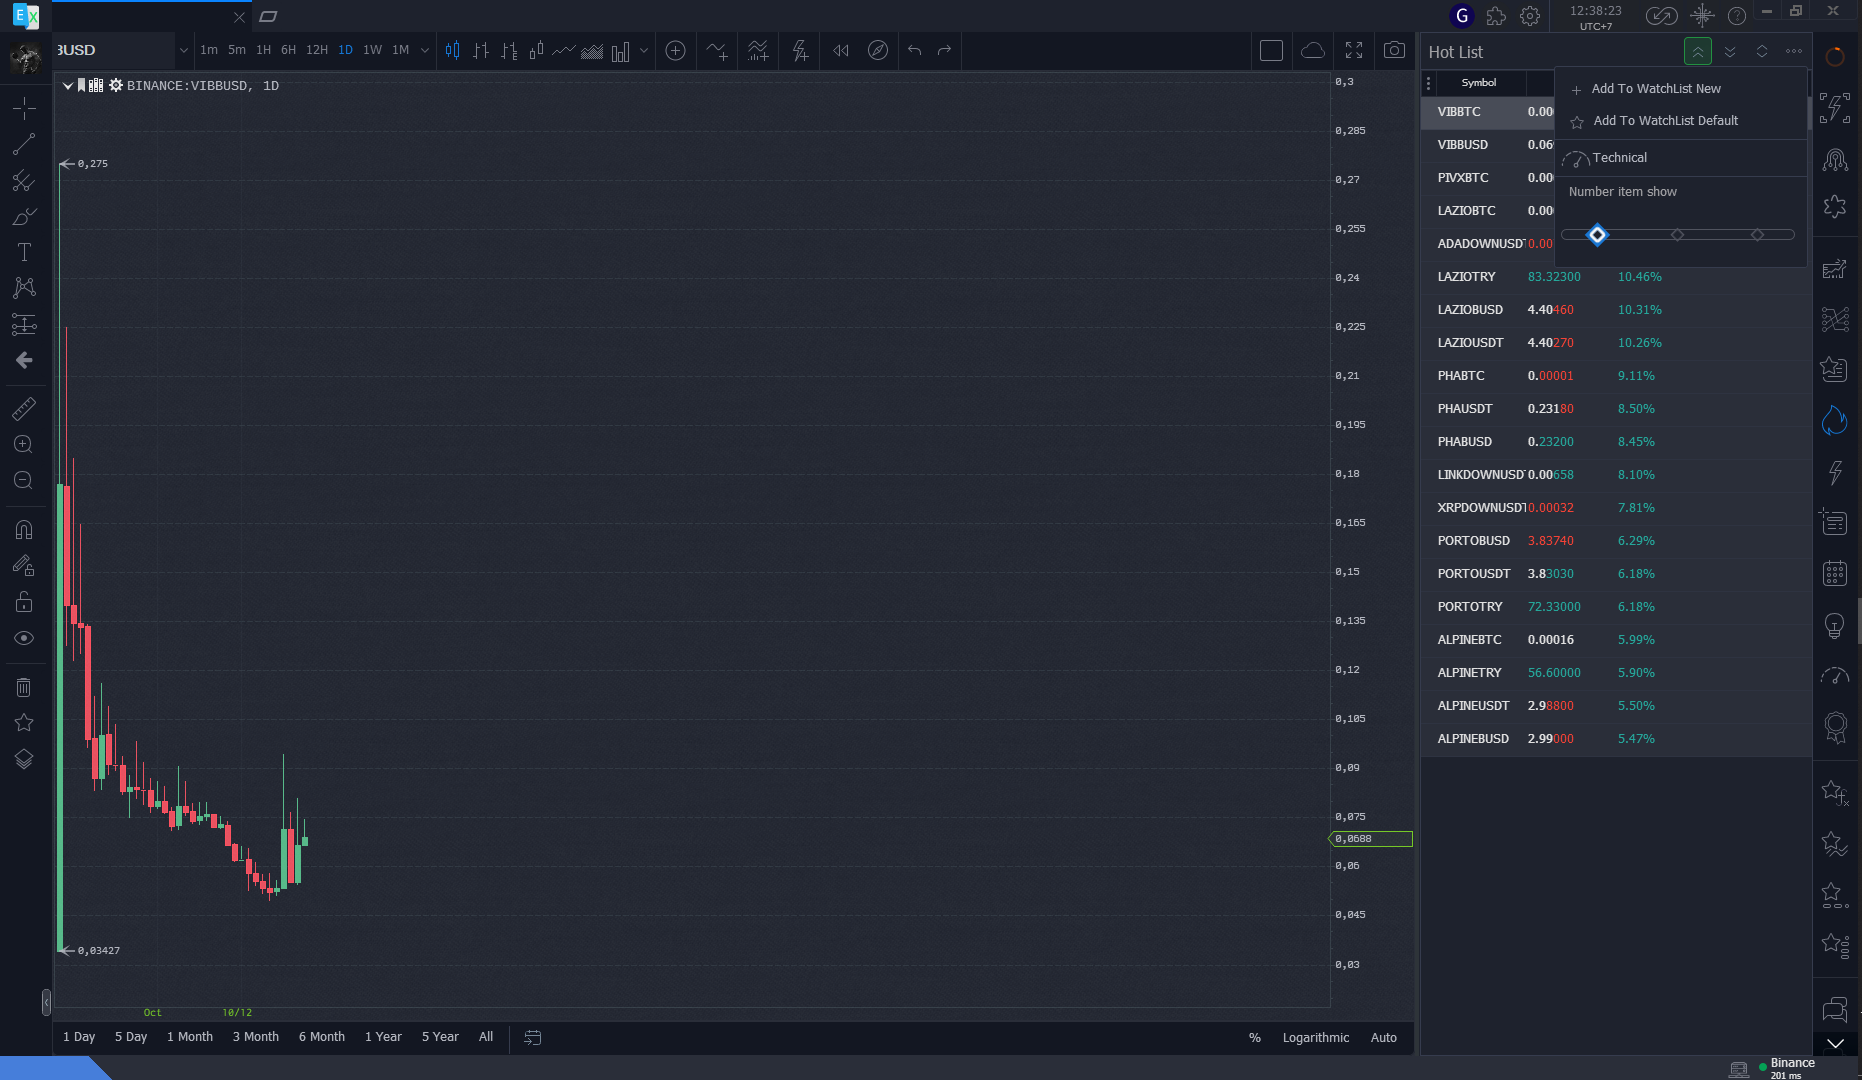 EX
G
12:38:23
UTC+7
BUSD
1m 5m 1H 6H 12H 1D 1W 1M
Hot List
BINANCE:VIBBUSD, 1D
Symbol
Add To WatchList New
Add To WatchList Default
Technical
Number item show
VIBBTC 0.00
VIBBUSD 0.06
PIVXBTC 0.00
LAZIOBTC 0.00
ADADOWNUSDT 0.00
LAZIOTRY 83.32300 10.46%
LAZIOBUSD 4.40460 10.31%
LAZIOUSDT 4.40270 10.26%
PHABTC 0.00001 9.11%
PHAUSDT 0.23180 8.50%
PHABUSD 0.23200 8.45%
LINKDOWNUSDT 0.00658 8.10%
XRPDOWNUSDT 0.00032 7.81%
PORTOBUSD 3.83740 6.29%
PORTOUSDT 3.83030 6.18%
PORTOTRY 72.33000 6.18%
ALPINEBTC 0.00016 5.99%
ALPINETRY 56.60000 5.90%
ALPINEUSDT 2.98800 5.50%
ALPINEBUSD 2.99000 5.47%
0,3
0,285
0,27
0,255
0,24
0,225
0,21
0,195
0,18
0,165
0,15
0,135
0,12
0,105
0,09
0,075
0,0688
0,06
0,045
0,03
0,275
0,03427
Oct 10/12
1 Day 5 Day 1 Month 3 Month 6 Month 1 Year 5 Year All
% Logarithmic Auto
Binance
201 ms